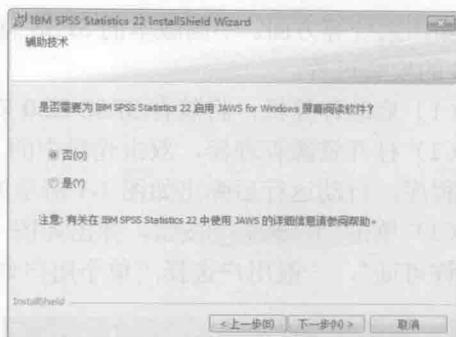 IBM SPSS Statistics 22 InstallShield Wizard
辅助技术
是否需要为 IBM SPSS Statistics 22 启用 JAWS for Windows 屏幕阅读软件?
否(O)
是(Y)
注意: 有关在 IBM SPSS Statistics 22 中使用 JAWS 的详细信息请参阅帮助。
InstallShield
<上一步(B) 下一步(N)> 取消